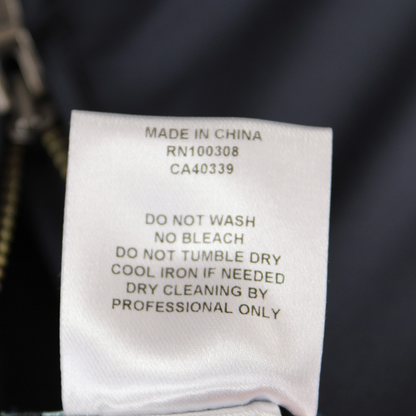 MADE IN CHINA
RN100308
CA40339
DO NOT WASH
NO BLEACH
DO NOT TUMBLE DRY
COOL IRON IF NEEDED
DRY CLEANING BY
PROFESSIONAL ONLY